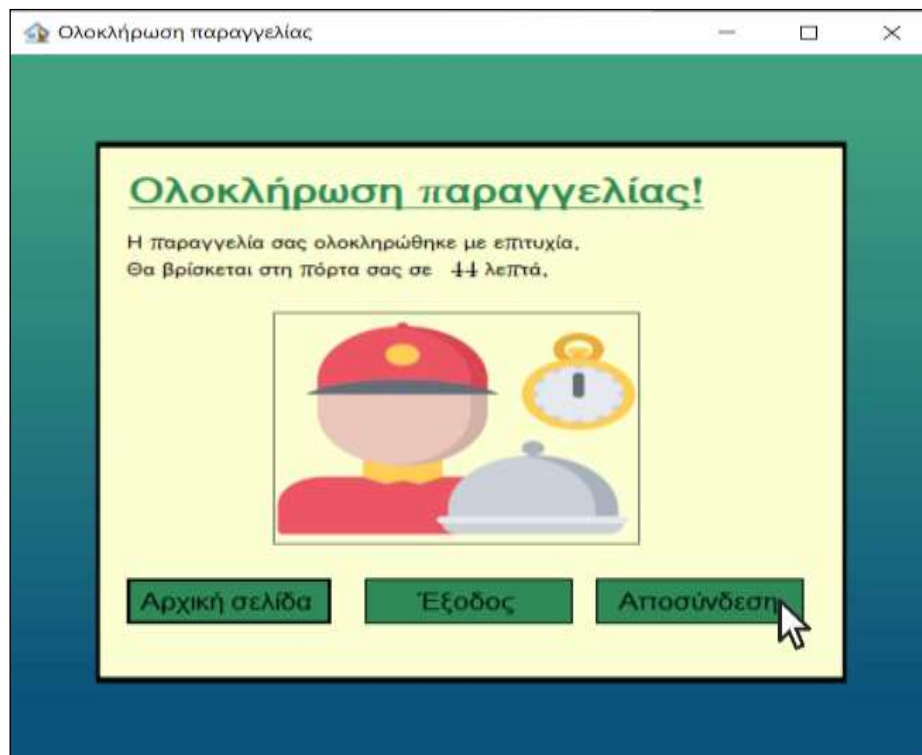 Ολοκλήρωση παραγγελίας
Ολοκλήρωση παραγγελίας!
Η παραγγελία σας ολοκληρώθηκε με επιτυχία.
Θα βρίσκεται στη πόρτα σας σε 44 λεπτά.
Αρχική σελίδα Έξοδος Αποσύνδεση